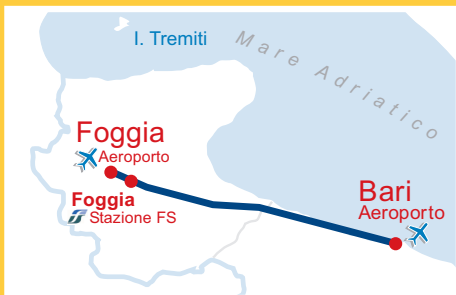 I. Tremiti
Mare Adriatico
Foggia
Aeroporto
Foggia
Stazione FS
Bari
Aeroporto